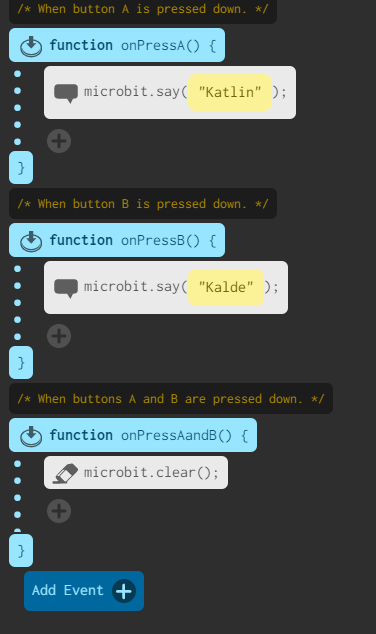 /* When button A is pressed down. */
function onPressA() {
microbit.say( “Katlin” );
}
/* When button B is pressed down. */
function onPressB() {
microbit.say( “Kalde” );
}
/* When buttons A and B are pressed down. */
function onPressAandB() {
microbit.clear();
}
Add Event